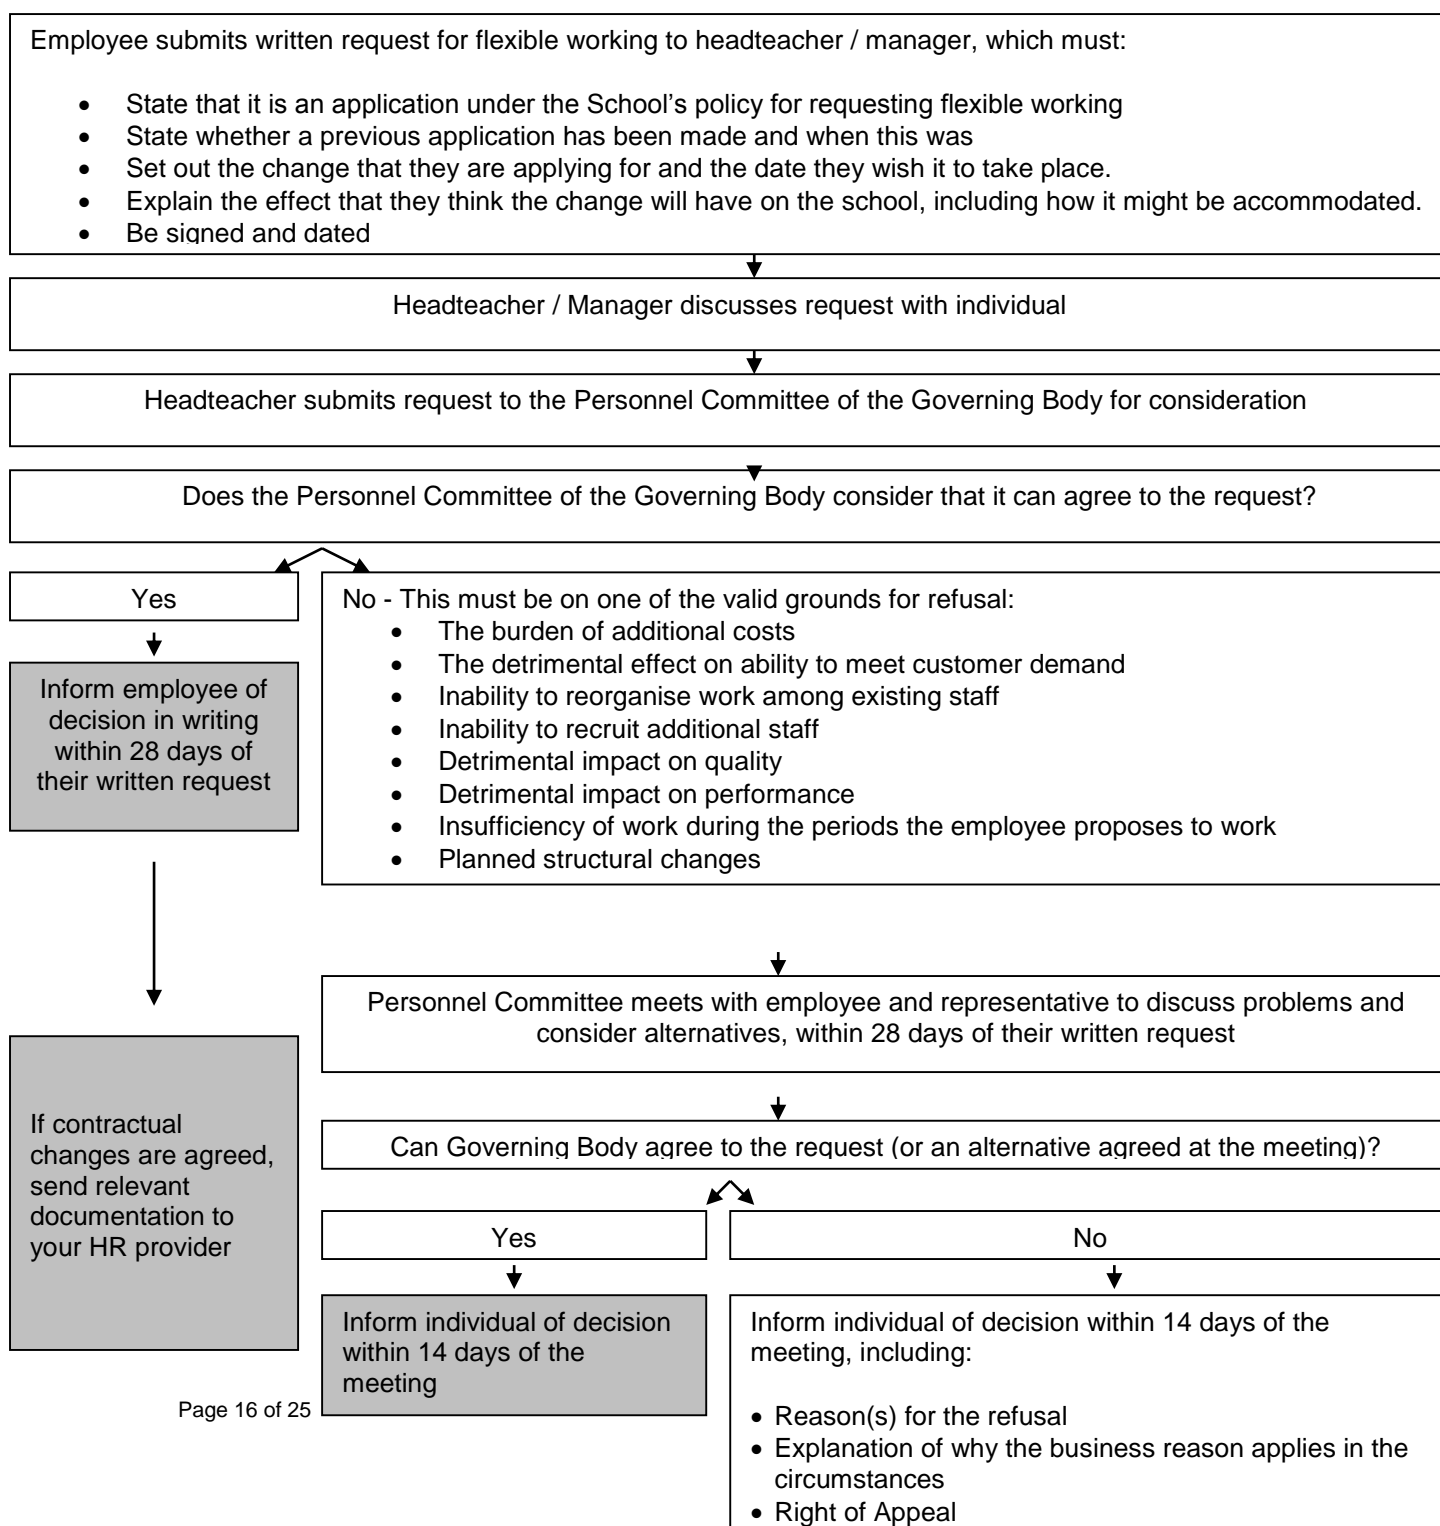 Employee submits written request for flexible working to headteacher / manager, which must:
• State that it is an application under the School's policy for requesting flexible working
• State whether a previous application has been made and when this was
• Set out the change that they are applying for and the date they wish it to take place.
• Explain the effect that they think the change will have on the school, including how it might be accommodated.
• Be signed and dated
Headteacher / Manager discusses request with individual
Headteacher submits request to the Personnel Committee of the Governing Body for consideration
Does the Personnel Committee of the Governing Body consider that it can agree to the request?
Yes
Inform employee of
decision in writing
within 28 days of
their written request
No - This must be on one of the valid grounds for refusal:
• The burden of additional costs
• The detrimental effect on ability to meet customer demand
• Inability to reorganise work among existing staff
• Inability to recruit additional staff
• Detrimental impact on quality
• Detrimental impact on performance
• Insufficiency of work during the periods the employee proposes to work
• Planned structural changes
Personnel Committee meets with employee and representative to discuss problems and
consider alternatives, within 28 days of their written request
If contractual
changes are agreed,
send relevant
documentation to
your HR provider
Can Governing Body agree to the request (or an alternative agreed at the meeting)?
Yes
No
Inform individual of decision
within 14 days of the
meeting
Inform individual of decision within 14 days of the
meeting, including:
• Reason(s) for the refusal
• Explanation of why the business reason applies in the
circumstances
• Right of Appeal
Page 16 of 25